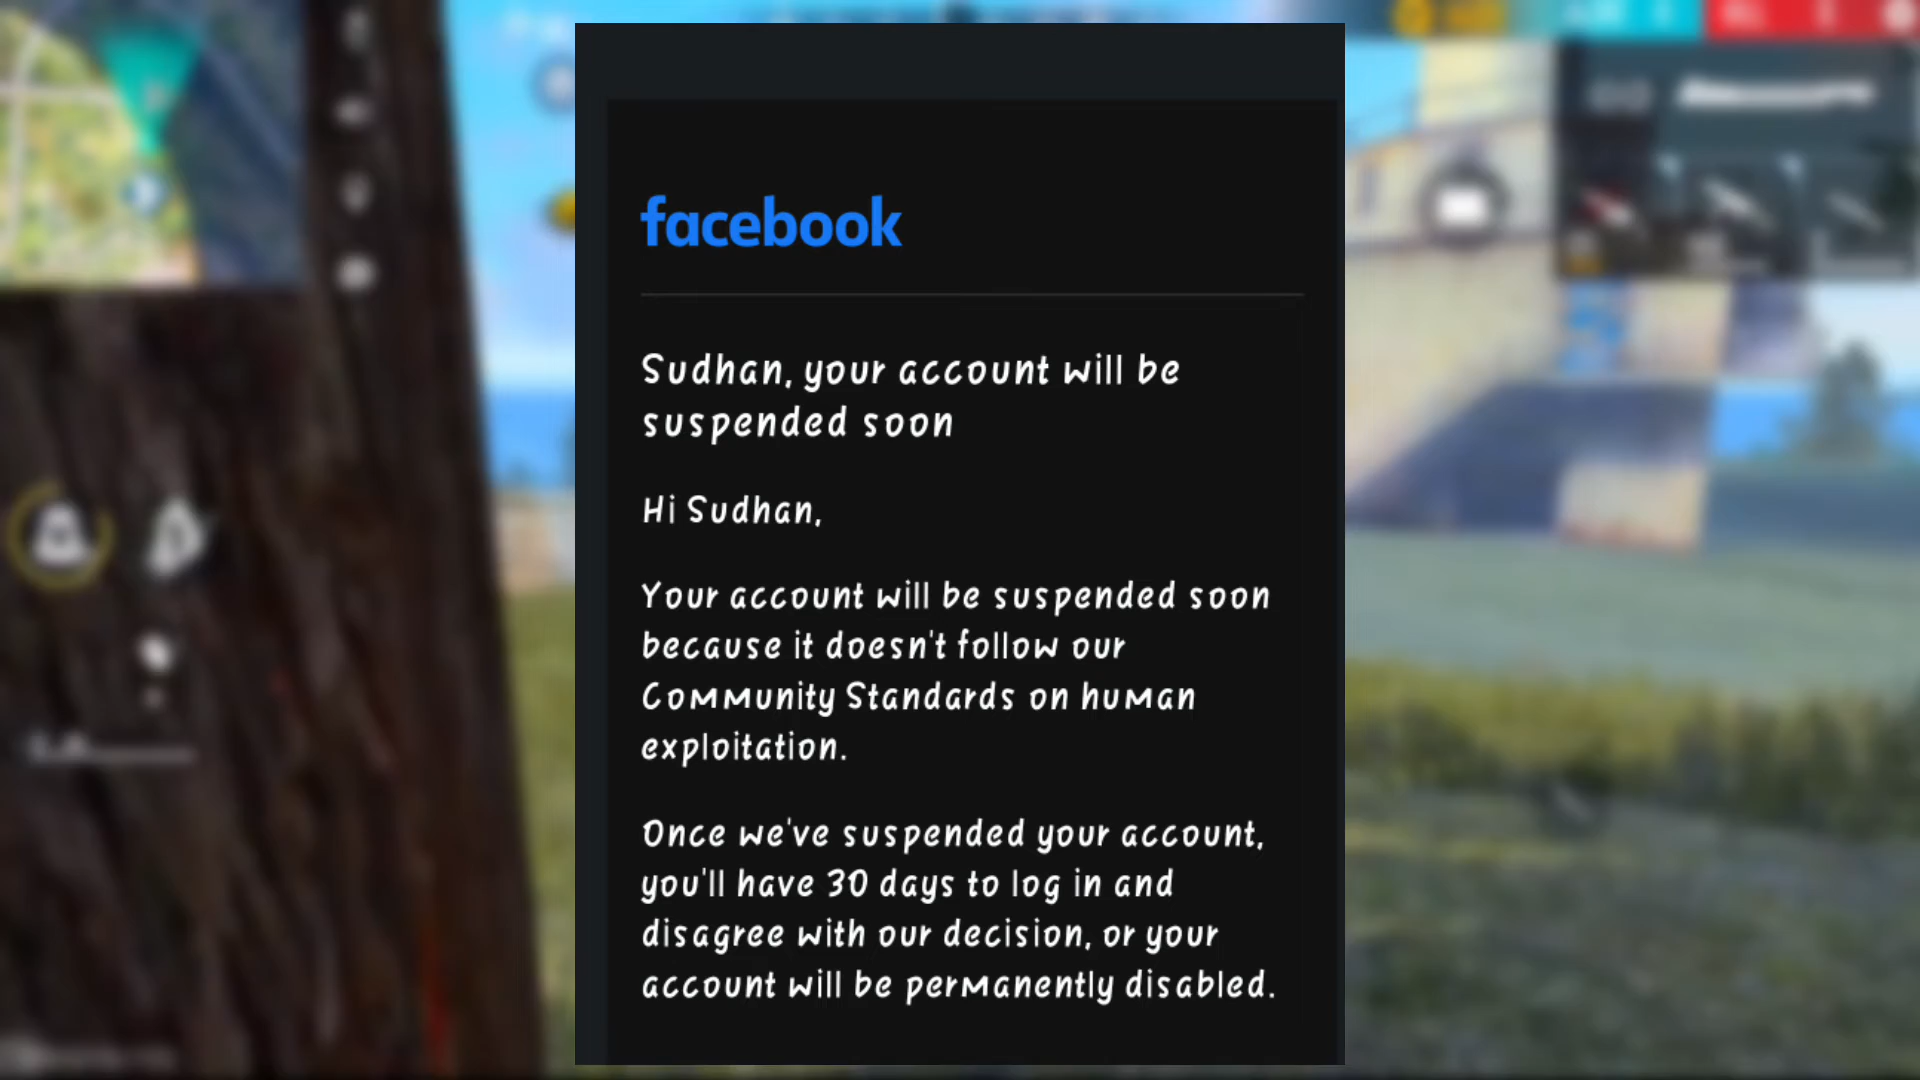 facebook
Sudhan, your account will be
suspended soon
Hi Sudhan,
Your account will be suspended soon
because it doesn't follow our
Community Standards on human
exploitation.
Once we've suspended your account,
you'll have 30 days to log in and
disagree with our decision, or your
account will be permanently disabled.